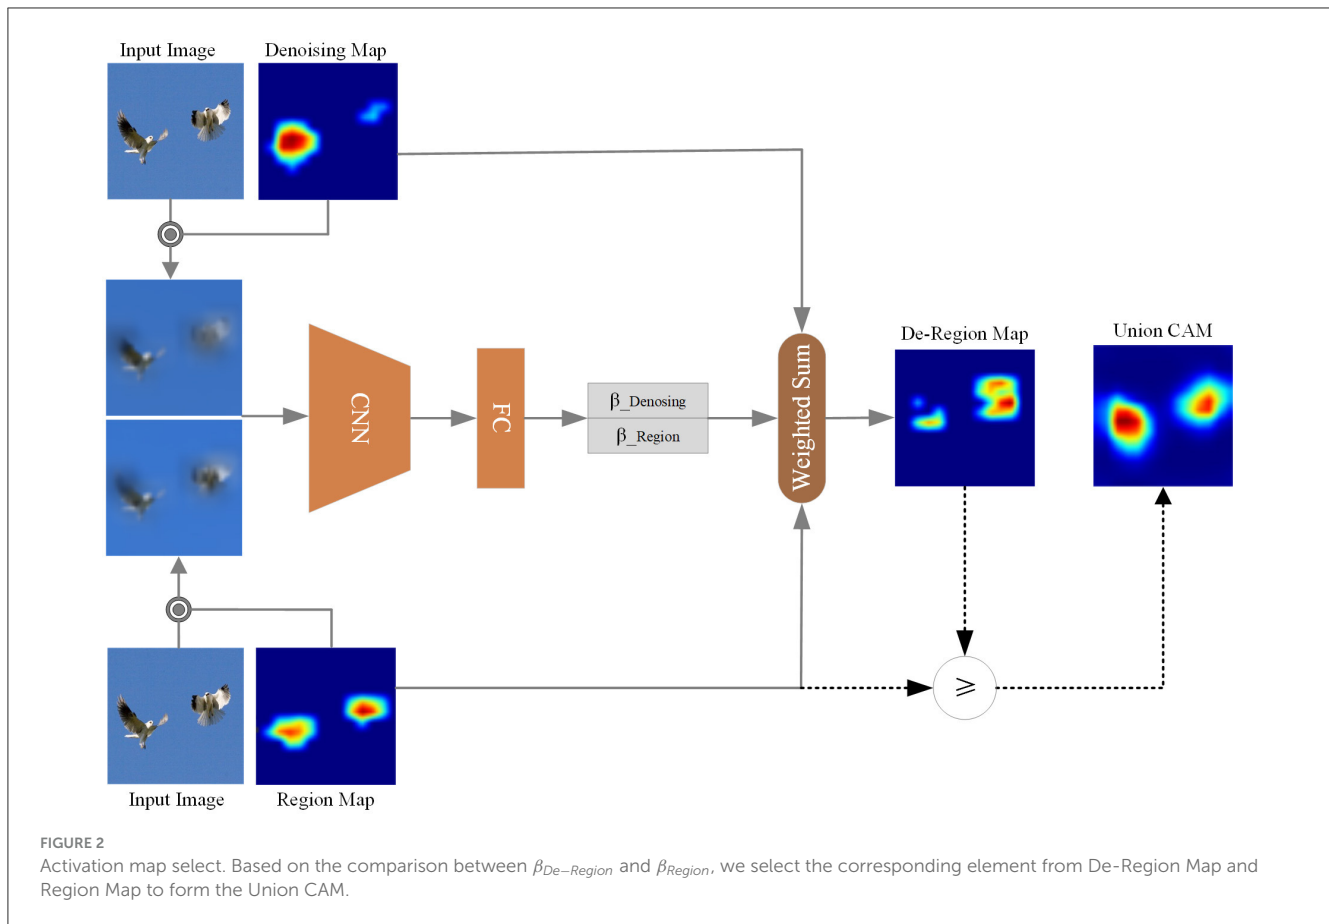 Input Image
Denoising Map
CNN
FC
β_Denosing
β_Region
Weighted Sum
De-Region Map
Union CAM
⩾
Input Image
Region Map
FIGURE 2
Activation map select. Based on the comparison between βDe−Region and βRegion, we select the corresponding element from De-Region Map and
Region Map to form the Union CAM.